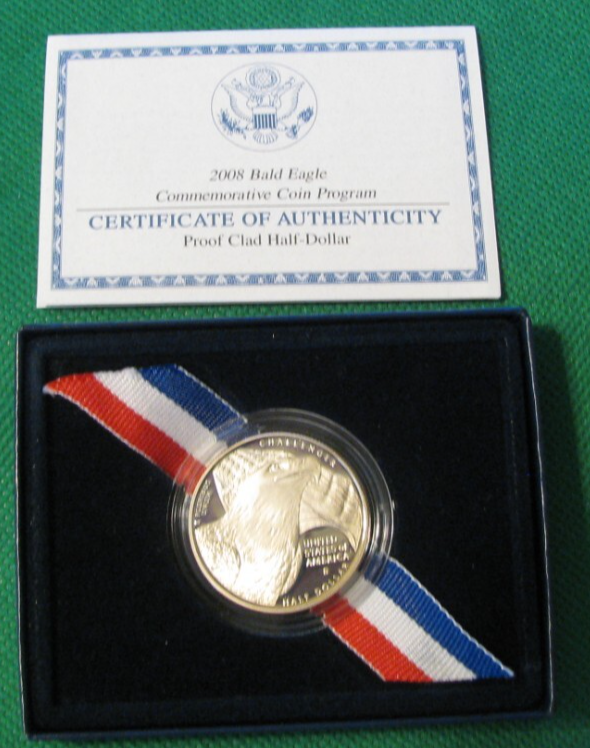 2008 Bald Eagle
Commemorative Coin Program
CERTIFICATE OF AUTHENTICITY
Proof Clad Half-Dollar
CHALLENGER
UNITED
STATES OF
AMERICA
HALF DOLLAR